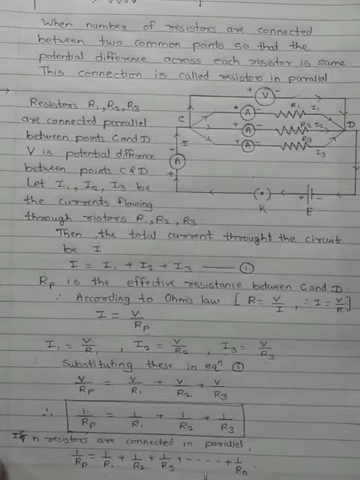 When number of resistors are connected
between two common points so that the
potential difference across each risistor is same.
This connection is called resistor in parallel
Resistors R1, R2, R3
are connected parallel
between points C and D
V is potential diffrence
between points C & D
Let I1, I2, I3 be
the currents flowing
through ristors R1, R2, R3
+ V -
C
+ A - R1 I1
+ A - R2 I2
+ A - R3 I3
D
I
- A +
K
+ - E
Then the total current throught the circuit
be I
I = I1 + I2 + I3 —— ①
Rp is the effective resistance between C and D
∴ According to Ohm's law [ R = V/I , ∴ I = V/R ]
I = V/Rp
I1 = V/R1 , I2 = V/R2 , I3 = V/R3
∴ Substituting these in eqn ①
V/Rp = V/R1 + V/R2 + V/R3
∴ 1/Rp = 1/R1 + 1/R2 + 1/R3
If n resistors are connected in parallel,
1/Rp = 1/R1 + 1/R2 + 1/R3 + ----- + 1/Rn